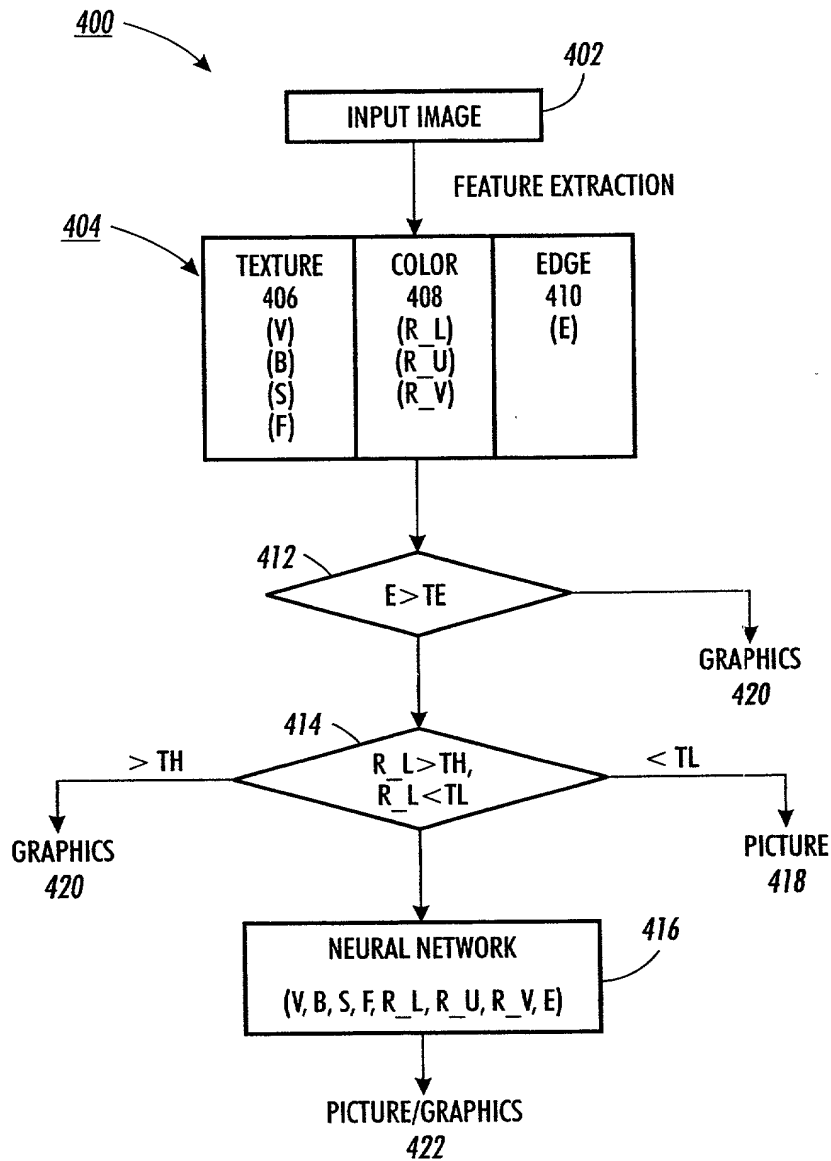 400
402
INPUT IMAGE
FEATURE EXTRACTION
404
TEXTURE
406
(V)
(B)
(S)
(F)
COLOR
408
(R_L)
(R_U)
(R_V)
EDGE
410
(E)
412
E>TE
GRAPHICS
420
414
> TH
R_L>TH,
R_L<TL
< TL
GRAPHICS
420
PICTURE
418
416
NEURAL NETWORK
(V, B, S, F, R_L, R_U, R_V, E)
PICTURE/GRAPHICS
422